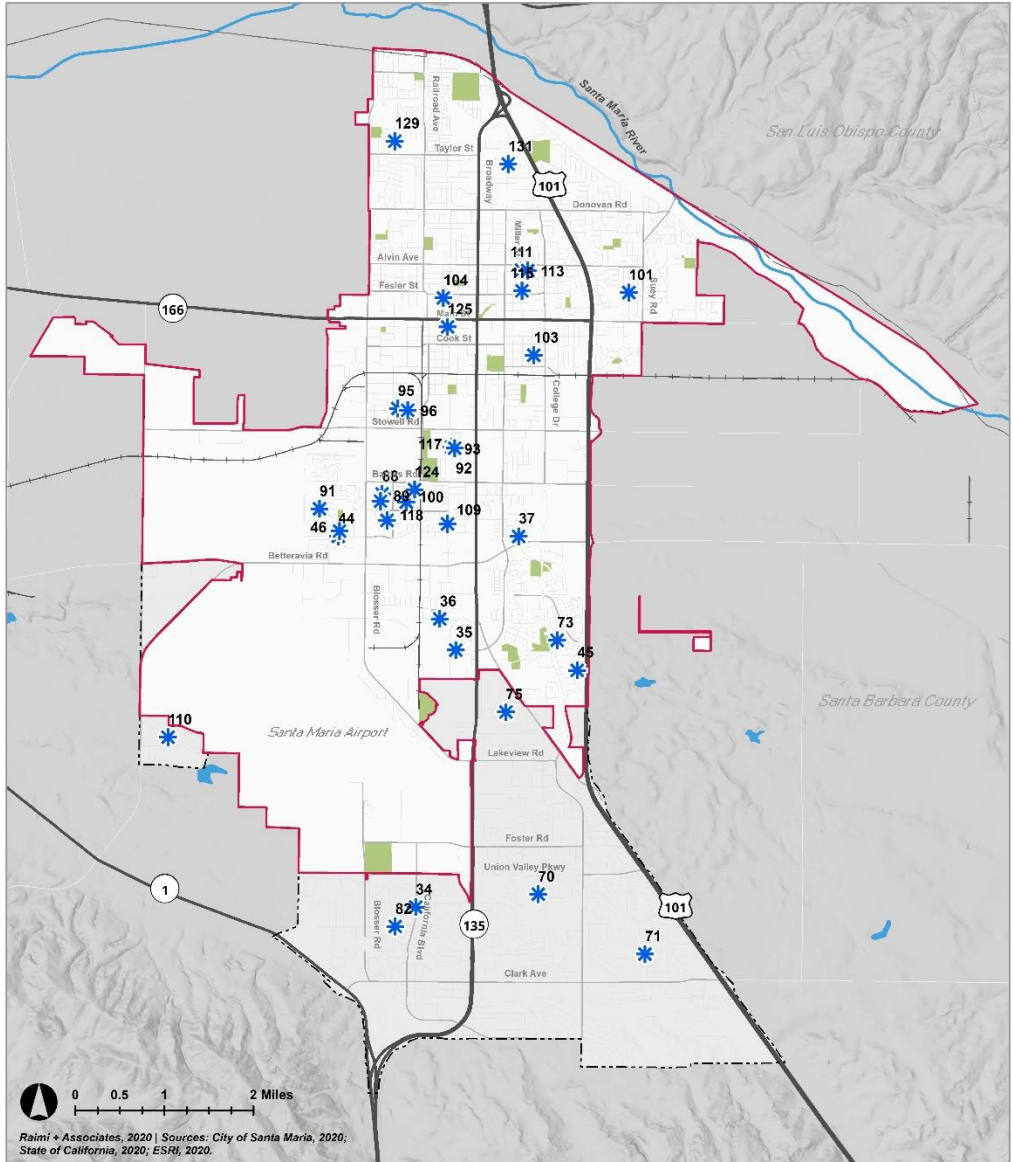 Santa Maria River
San Luis Obispo County
Railroad Ave
129
Taylor St
131
Broadway
101
Donovan Rd
111
Alvin Ave
113
104
Fesler St
101
Suey Rd
166
125
Cook St
103
College Dr
95
96
Stowell Rd
117
93
92
124
91
100
109
44
118
37
46
Betteravia Rd
Blosser Rd
36
35
73
45
75
Santa Barbara County
110
Santa Maria Airport
Lakeview Rd
Foster Rd
Union Valley Pkwy
1
34
70
82
101
California Blvd
Blosser Rd
135
71
Clark Ave
0 0.5 1 2 Miles
Raimi + Associates, 2020 | Sources: City of Santa Maria, 2020;
State of California, 2020; ESRI, 2020.